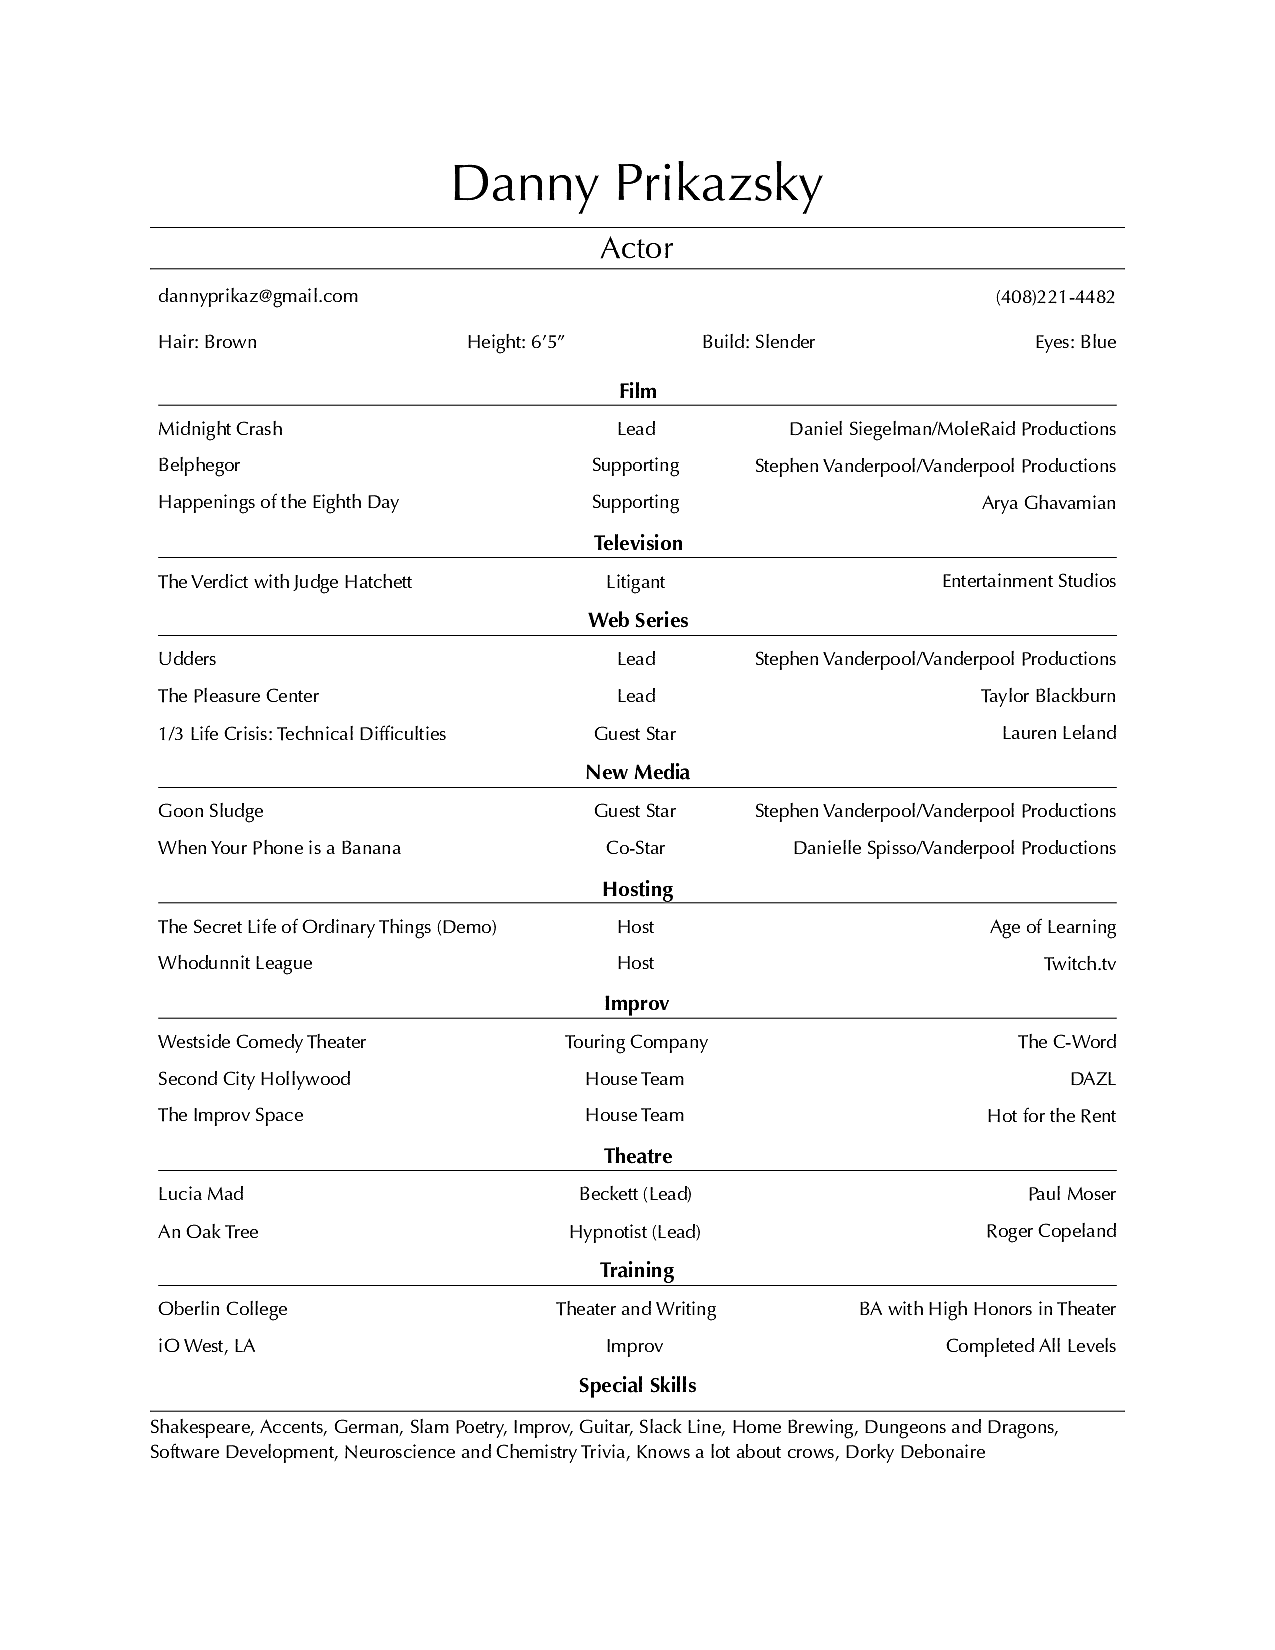 Danny Prikazsky
Actor
dannyprikaz@gmail.com (408)221-4482
Hair: Brown Height: 6’5” Build: Slender Eyes: Blue
Film
Midnight Crash Lead Daniel Siegelman/MoleRaid Productions
Belphegor Supporting Stephen Vanderpool/Vanderpool Productions
Happenings of the Eighth Day Supporting Arya Ghavamian
Television
The Verdict with Judge Hatchett Litigant Entertainment Studios
Web Series
Udders Lead Stephen Vanderpool/Vanderpool Productions
The Pleasure Center Lead Taylor Blackburn
1/3 Life Crisis: Technical Difficulties Guest Star Lauren Leland
New Media
Goon Sludge Guest Star Stephen Vanderpool/Vanderpool Productions
When Your Phone is a Banana Co-Star Danielle Spisso/Vanderpool Productions
Hosting
The Secret Life of Ordinary Things (Demo) Host Age of Learning
Whodunnit League Host Twitch.tv
Improv
Westside Comedy Theater Touring Company The C-Word
Second City Hollywood House Team DAZL
The Improv Space House Team Hot for the Rent
Theatre
Lucia Mad Beckett (Lead) Paul Moser
An Oak Tree Hypnotist (Lead) Roger Copeland
Training
Oberlin College Theater and Writing BA with High Honors in Theater
iO West, LA Improv Completed All Levels
Special Skills
Shakespeare, Accents, German, Slam Poetry, Improv, Guitar, Slack Line, Home Brewing, Dungeons and Dragons,
Software Development, Neuroscience and Chemistry Trivia, Knows a lot about crows, Dorky Debonaire